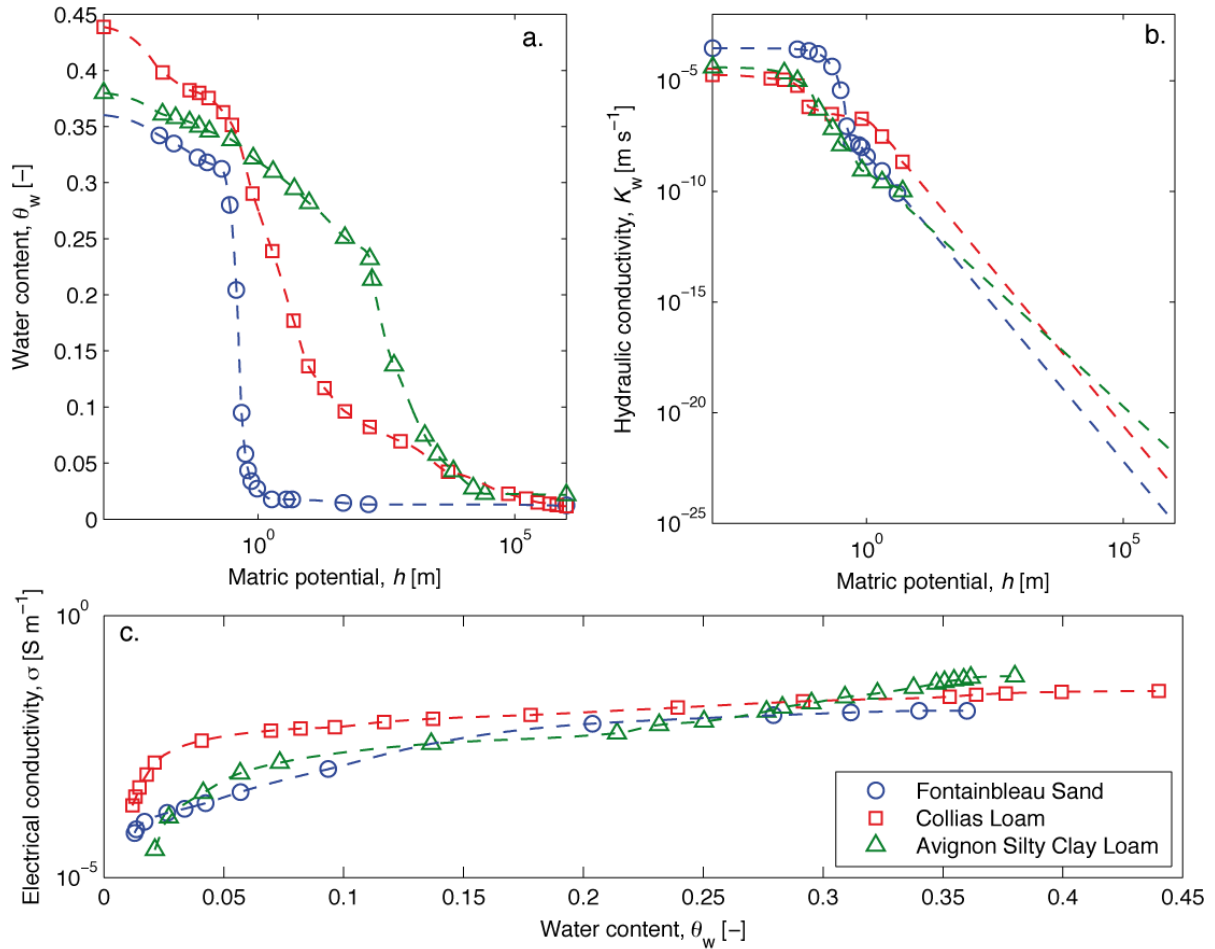 a.
0.45
0.4
0.35
0.3
0.25
0.2
0.15
0.1
0.05
0
10^0
10^5
Water content, θ_w [–]
Matric potential, h [m]
b.
10^−5
10^−10
10^−15
10^−20
10^−25
10^0
10^5
Hydraulic conductivity, K_w [m s^−1]
Matric potential, h [m]
c.
10^0
10^−5
Electrical conductivity, σ [S m^−1]
0
0.05
0.1
0.15
0.2
0.25
0.3
0.35
0.4
0.45
Water content, θ_w [–]
Fontainbleau Sand
Collias Loam
Avignon Silty Clay Loam